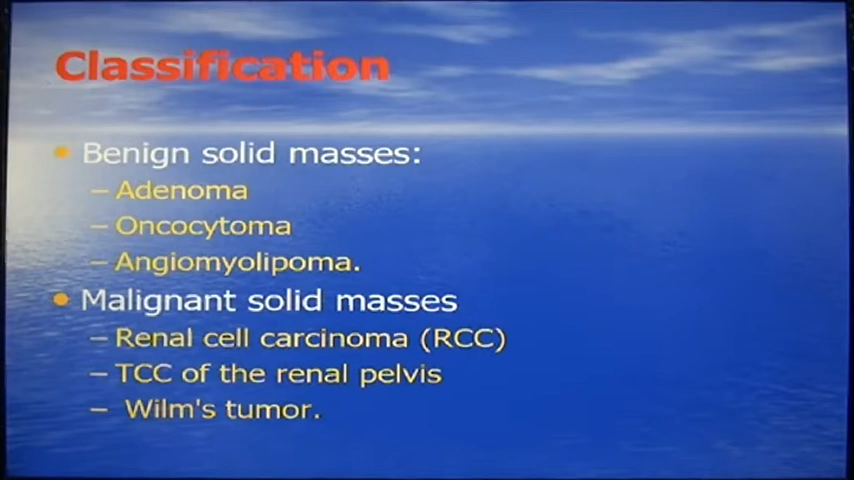 Classification
• Benign solid masses:
– Adenoma
– Oncocytoma
– Angiomyolipoma.
• Malignant solid masses
– Renal cell carcinoma (RCC)
– TCC of the renal pelvis
– Wilm's tumor.